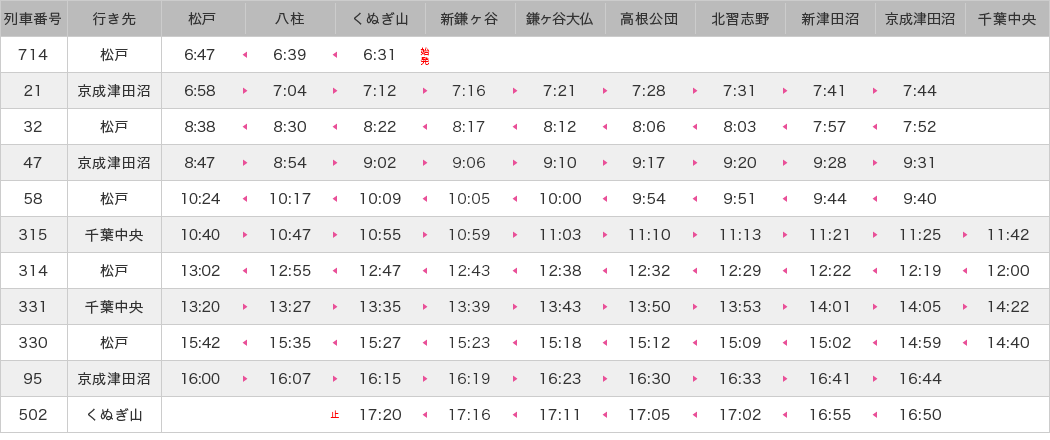 列車番号 行き先 松戸 八柱 くぬぎ山 新鎌ヶ谷 鎌ヶ谷大仏 高根公団 北習志野 新津田沼 京成津田沼 千葉中央
714 松戸 6:47 6:39 6:31 始発
21 京成津田沼 6:58 7:04 7:12 7:16 7:21 7:28 7:31 7:41 7:44
32 松戸 8:38 8:30 8:22 8:17 8:12 8:06 8:03 7:57 7:52
47 京成津田沼 8:47 8:54 9:02 9:06 9:10 9:17 9:20 9:28 9:31
58 松戸 10:24 10:17 10:09 10:05 10:00 9:54 9:51 9:44 9:40
315 千葉中央 10:40 10:47 10:55 10:59 11:03 11:10 11:13 11:21 11:25 11:42
314 松戸 13:02 12:55 12:47 12:43 12:38 12:32 12:29 12:22 12:19 12:00
331 千葉中央 13:20 13:27 13:35 13:39 13:43 13:50 13:53 14:01 14:05 14:22
330 松戸 15:42 15:35 15:27 15:23 15:18 15:12 15:09 15:02 14:59 14:40
95 京成津田沼 16:00 16:07 16:15 16:19 16:23 16:30 16:33 16:41 16:44
502 くぬぎ山 止 17:20 17:16 17:11 17:05 17:02 16:55 16:50